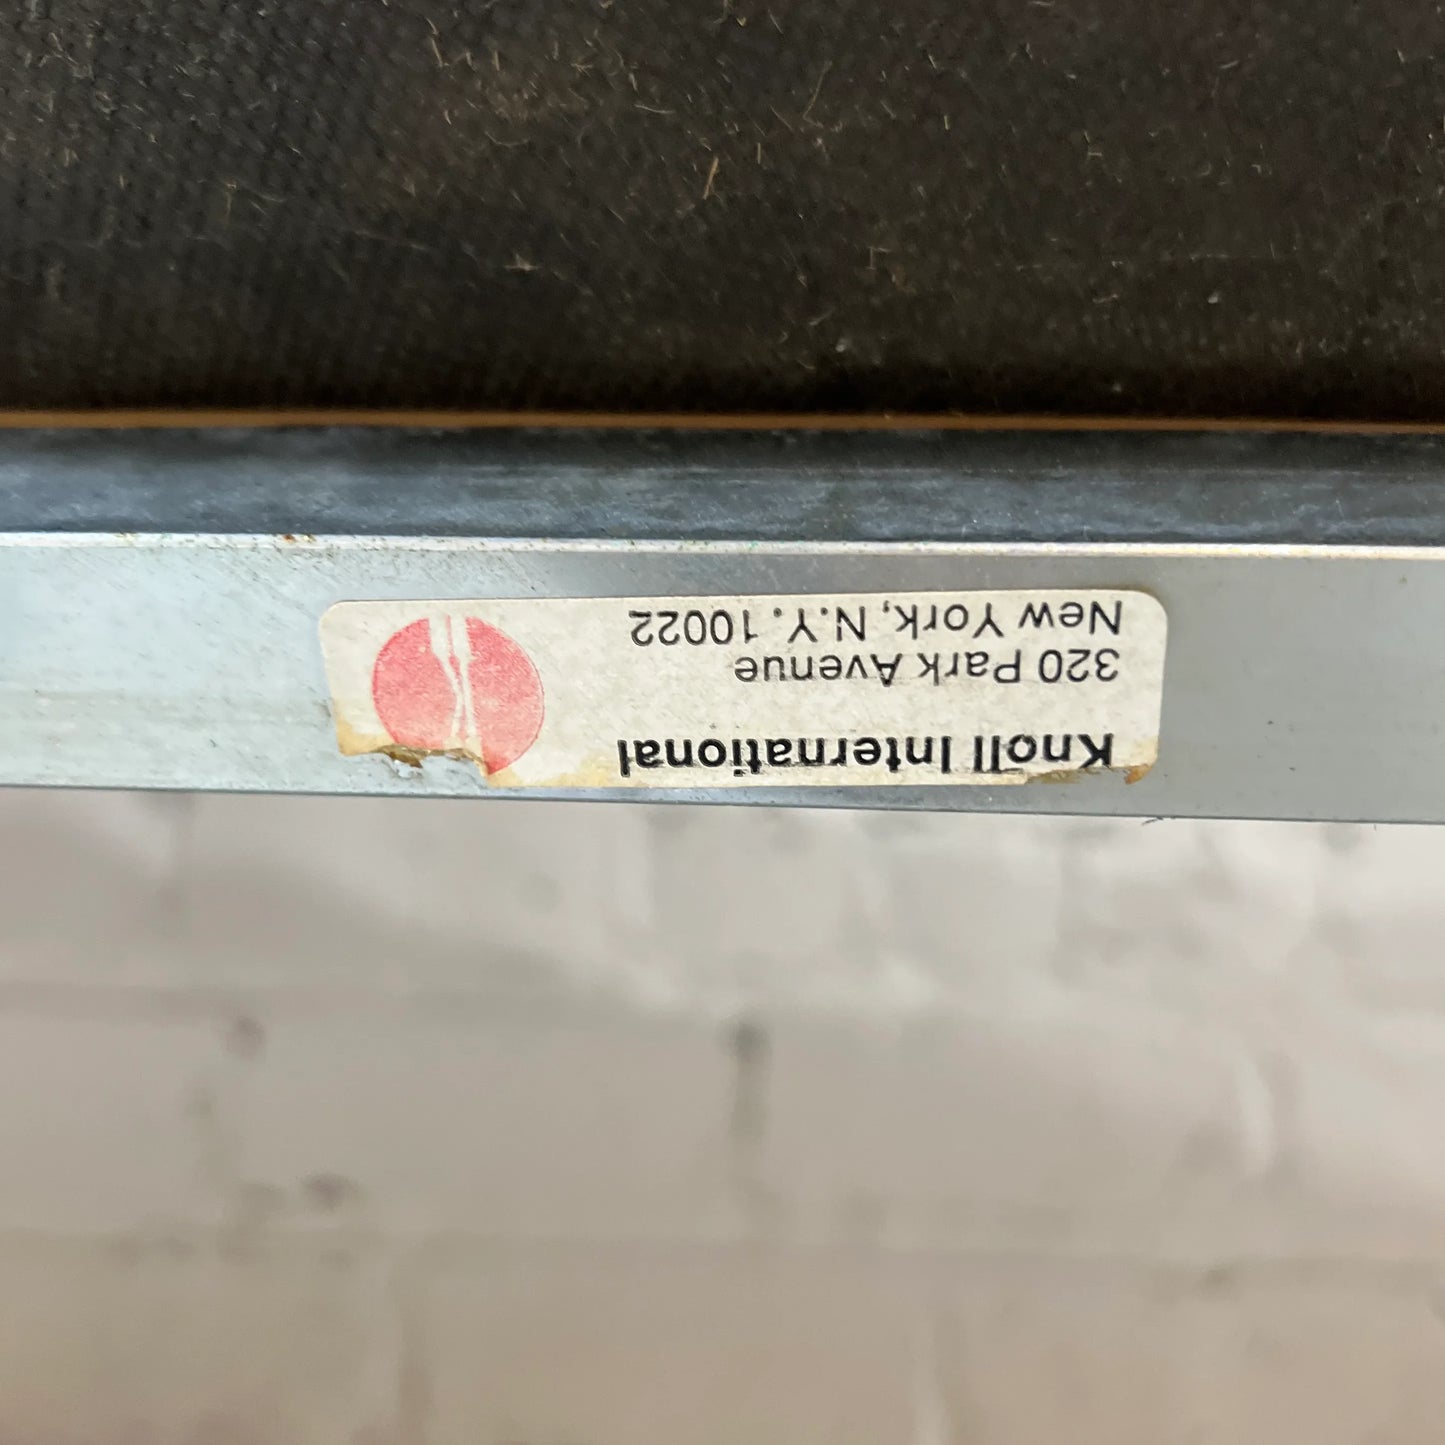 Knoll International
320 Park Avenue
New York, N.Y. 10022